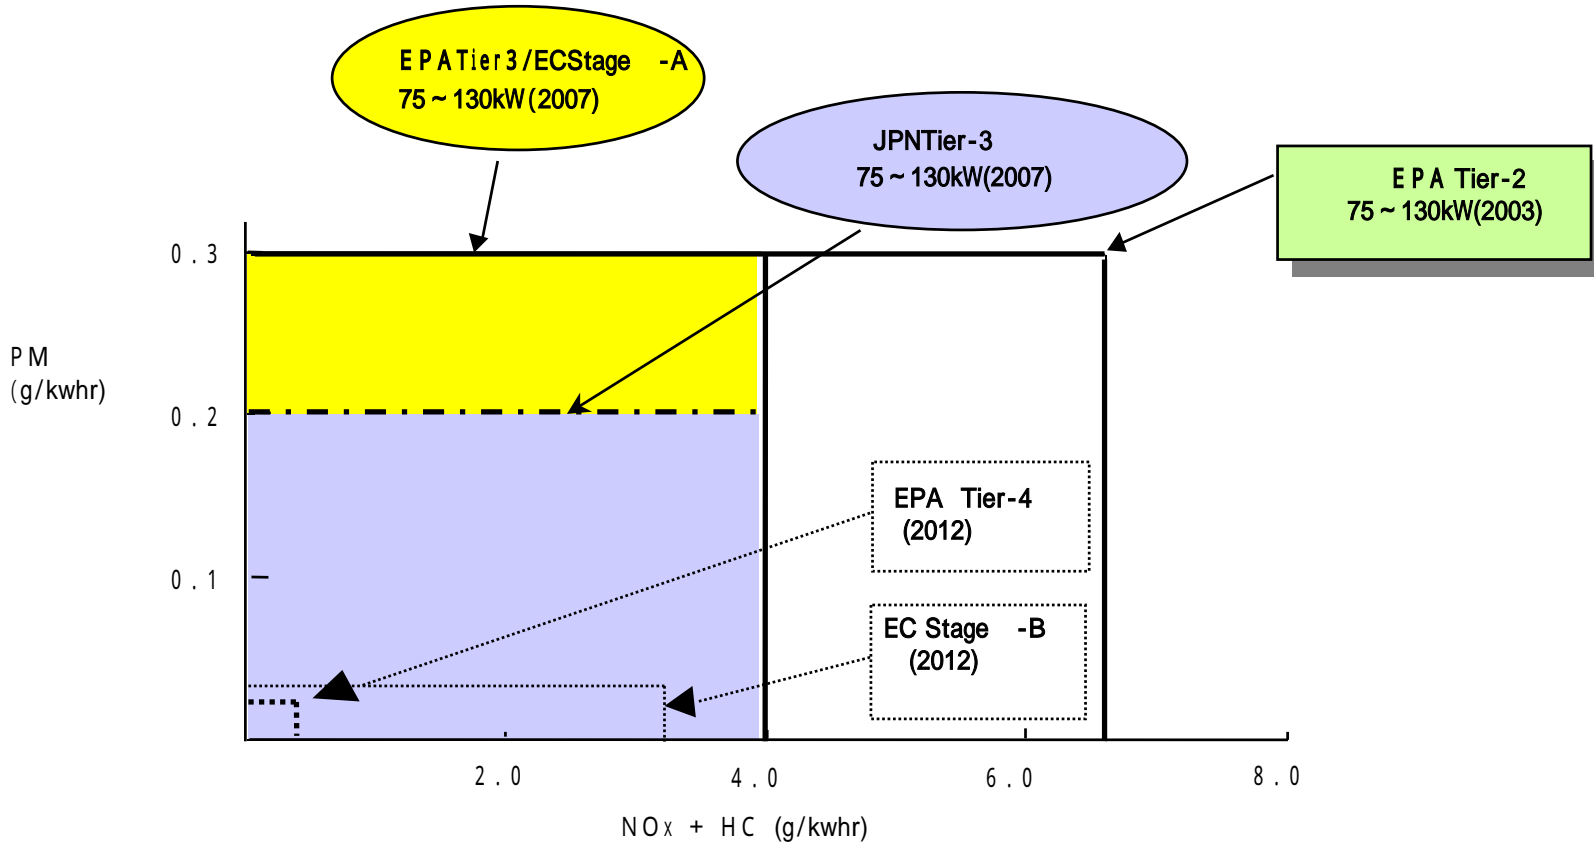 EPATier3/ECStage -A
75~130kW(2007)
JPNTier-3
75~130kW(2007)
EPA Tier-2
75~130kW(2003)
0.3
PM
(g/kwhr)
0.2
EPA Tier-4
(2012)
0.1
EC Stage -B
(2012)
2.0
4.0
6.0
8.0
NOx + HC (g/kwhr)